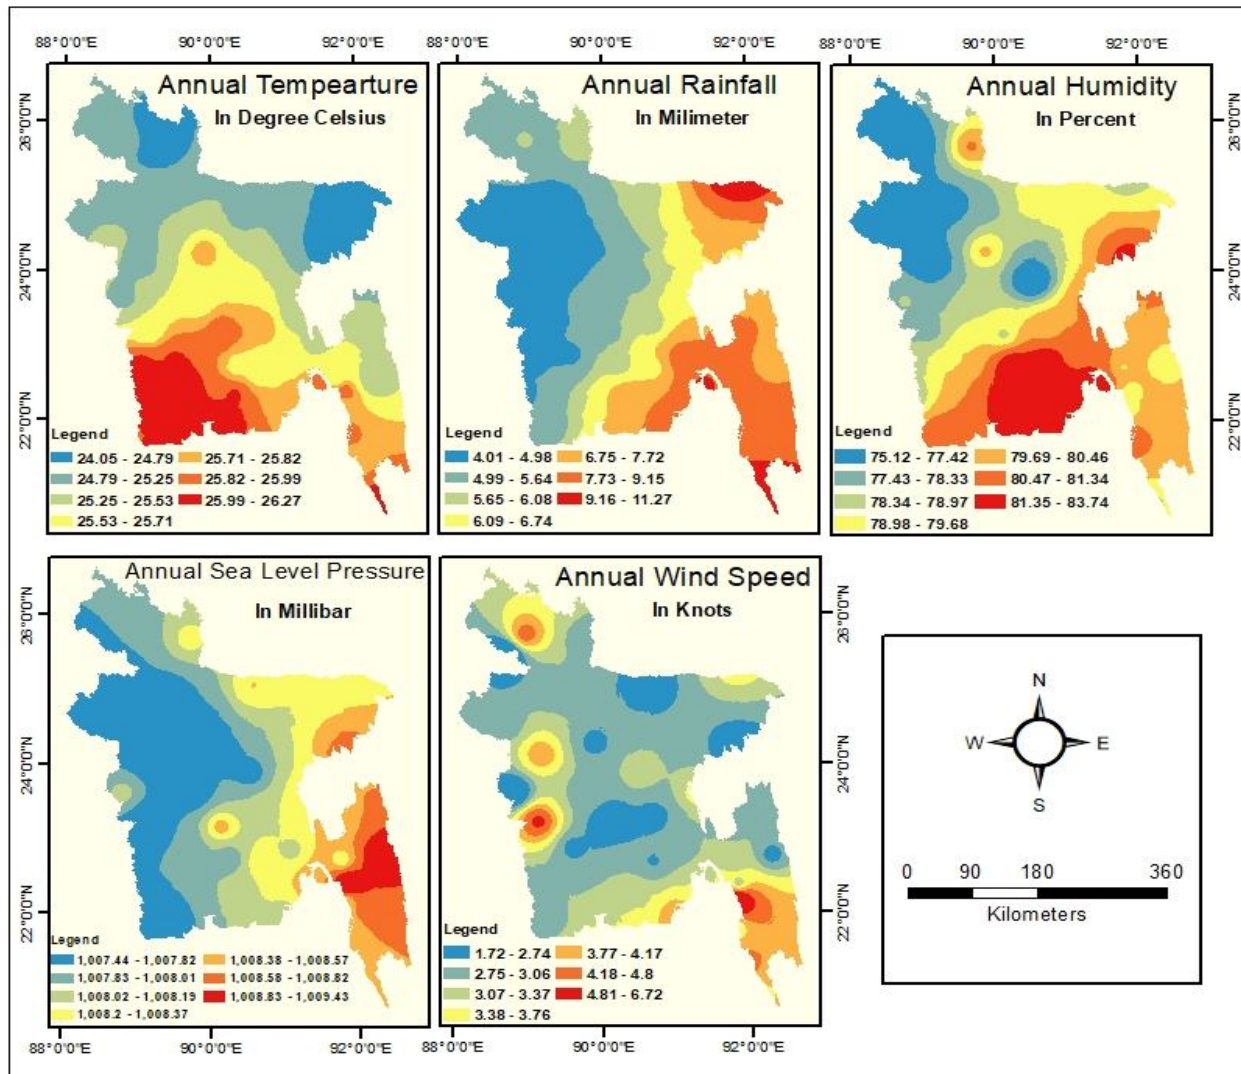 88°0'0"E 90°0'0"E 92°0'0"E 90°0'0"E 92°0'0"E 90°0'0"E 92°0'0"E
Annual Tempearture
In Degree Celsius
26°0'0"N
24°0'0"N
22°0'0"N
Legend
24.05 - 24.79 25.71 - 25.82
24.79 - 25.25 25.82 - 25.99
25.25 - 25.53 25.99 - 26.27
25.53 - 25.71
Annual Rainfall
In Milimeter
Legend
4.01 - 4.98 6.75 - 7.72
4.99 - 5.64 7.73 - 9.15
5.65 - 6.08 9.16 - 11.27
6.09 - 6.74
Annual Humidity
In Percent
26°0'0"N
24°0'0"N
22°0'0"N
Legend
75.12 - 77.42 79.69 - 80.46
77.43 - 78.33 80.47 - 81.34
78.34 - 78.97 81.35 - 83.74
78.98 - 79.68
Annual Sea Level Pressure
In Millibar
26°0'0"N
24°0'0"N
22°0'0"N
Legend
1,007.44 - 1,007.82 1,008.38 - 1,008.57
1,007.83 - 1,008.01 1,008.58 - 1,008.82
1,008.02 - 1,008.19 1,008.83 - 1,009.43
1,008.2 - 1,008.37
Annual Wind Speed
In Knots
26°0'0"N
24°0'0"N
22°0'0"N
Legend
1.72 - 2.74 3.77 - 4.17
2.75 - 3.06 4.18 - 4.8
3.07 - 3.37 4.81 - 6.72
3.38 - 3.76
88°0'0"E 90°0'0"E 92°0'0"E 88°0'0"E 90°0'0"E 92°0'0"E
N
W E
S
0 90 180 360
Kilometers